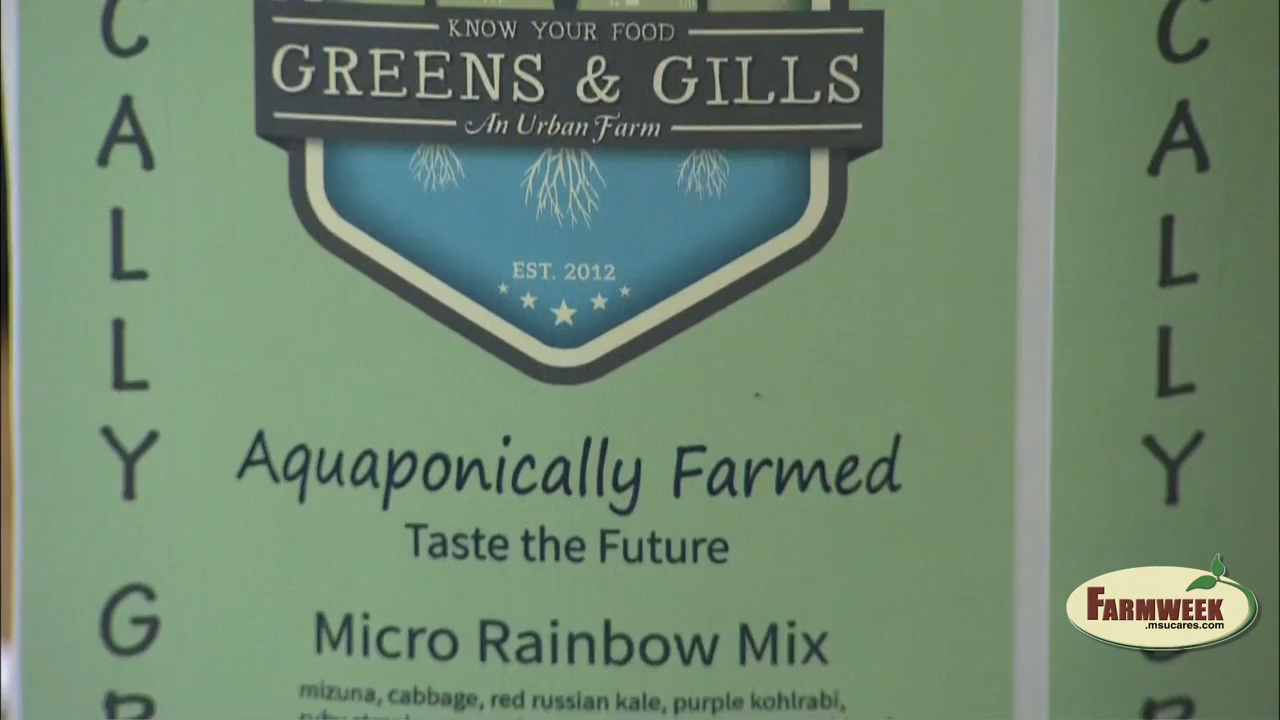 KNOW YOUR FOOD
GREENS & GILLS
An Urban Farm
EST. 2012
Aquaponically Farmed
Taste the Future
Micro Rainbow Mix
mizuna, cabbage, red russian kale, purple kohlrabi,
C
A
L
L
Y
G
C
A
L
L
Y
FARMWEEK
.msucares.com